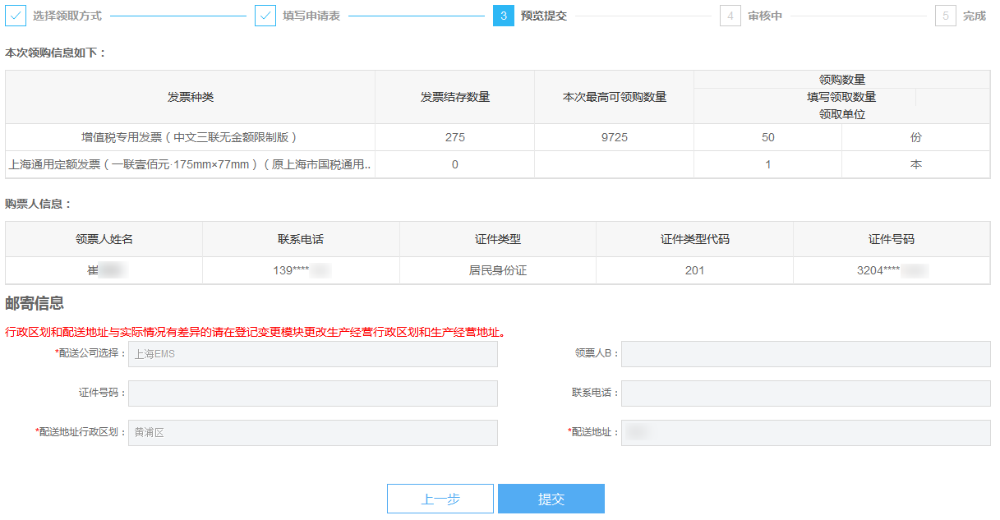 选择领取方式 填写申请表 3 预览提交 4 审核中 5 完成
本次领购信息如下：
发票种类 发票结存数量 本次最高可领购数量 领购数量
填写领取数量
领取单位
增值税专用发票（中文三联无金额限制版） 275 9725 50 份
上海通用定额发票（一联壹佰元·175mm×77mm）（原上海市国税通用.. 0 1 本
购票人信息：
领票人姓名 联系电话 证件类型 证件类型代码 证件号码
崔 139**** 居民身份证 201 3204****
邮寄信息
行政区划和配送地址与实际情况有差异的请在登记变更模块更改生产经营行政区划和生产经营地址。
*配送公司选择： 上海EMS 领票人B：
证件号码： 联系电话：
*配送地址行政区划： 黄浦区 *配送地址：
上一步 提交